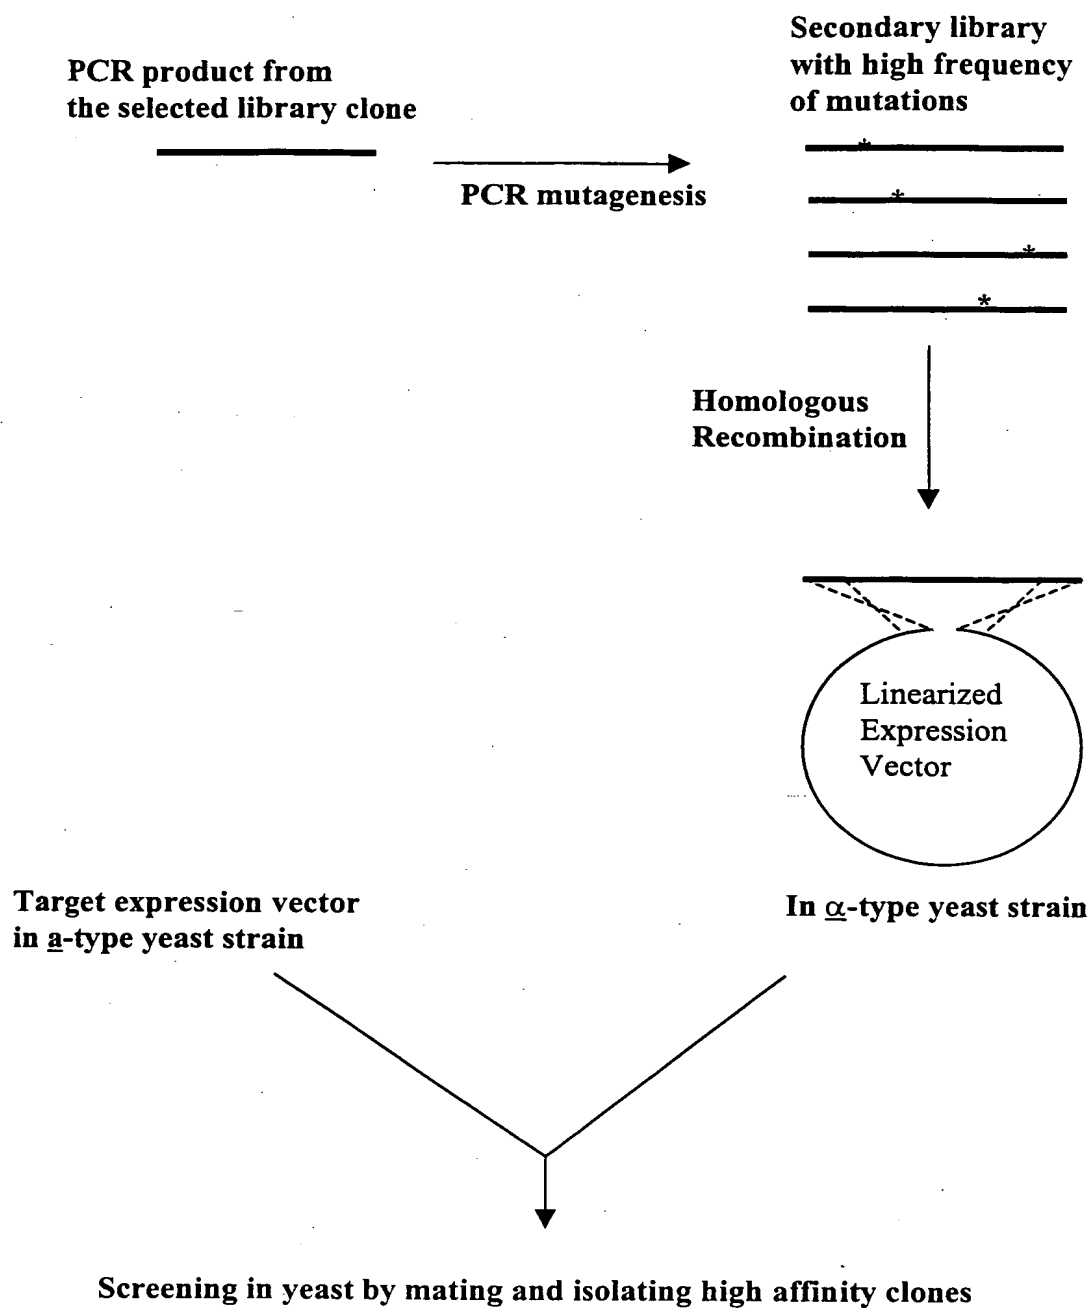 PCR product from
the selected library clone
PCR mutagenesis
Secondary library
with high frequency
of mutations
*
*
*
*
Homologous
Recombination
Linearized
Expression
Vector
Target expression vector
in a-type yeast strain
In α-type yeast strain
Screening in yeast by mating and isolating high affinity clones